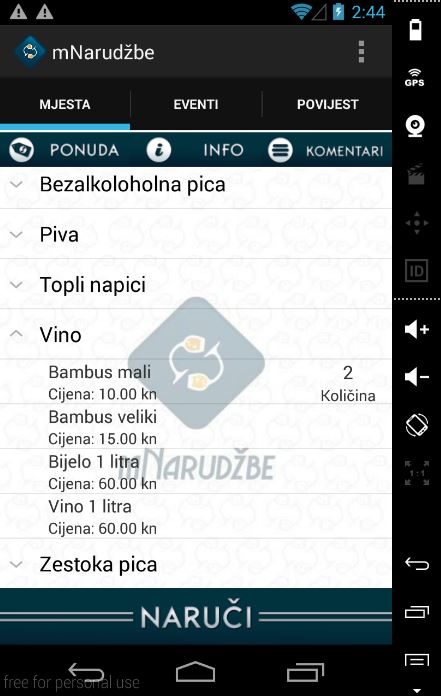 2:44
mNarudžbe
MJESTA EVENTI POVIJEST
PONUDA i INFO KOMENTARI
Bezalkoloholna pica
Piva
Topli napici
Vino
Bambus mali 2
Cijena: 10.00 kn Količina
Bambus veliki
Cijena: 15.00 kn
Bijelo 1 litra
mNarudžbe
Cijena: 60.00 kn
Vino 1 litra
Cijena: 60.00 kn
Zestoka pica
NARUČI
free for personal use
GPS
ID
1:1